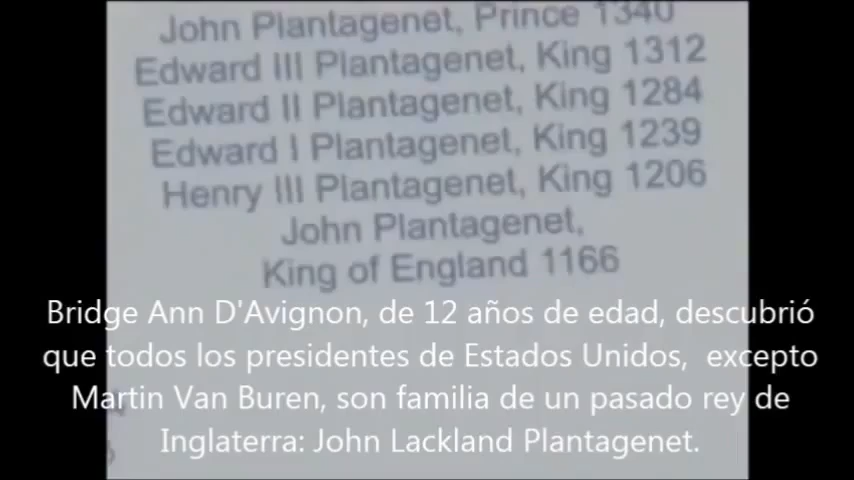 John Plantagenet, Prince 1340
Edward III Plantagenet, King 1312
Edward II Plantagenet, King 1284
Edward I Plantagenet, King 1239
Henry III Plantagenet, King 1206
John Plantagenet,
King of England 1166
Bridge Ann D'Avignon, de 12 años de edad, descubrió
que todos los presidentes de Estados Unidos,  excepto
Martin Van Buren, son familia de un pasado rey de
Inglaterra: John Lackland Plantagenet.